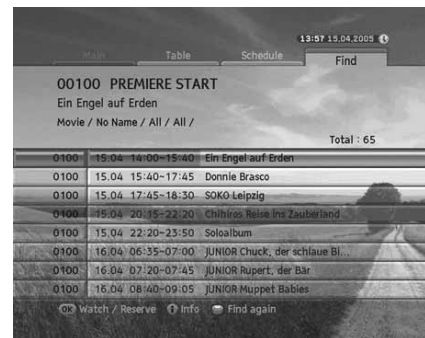 13:57 15.04.2005
Main Table Schedule Find
00100 PREMIERE START
Ein Engel auf Erden
Movie / No Name / All / All /
Total : 65
0100 15.04 14:00~15:40 Ein Engel auf Erden
0100 15.04 15:40~17:45 Donnie Brasco
0100 15.04 17:45~18:30 SOKO Leipzig
0100 15.04 20:15~22:20 Chihiros Reise ins Zauberland
0100 15.04 22:20~23:50 Soloalbum
0100 16.04 06:35~07:00 JUNIOR Chuck, der schlaue Bi...
0100 16.04 07:20~07:45 JUNIOR Rupert, der Bär
0100 16.04 08:40~09:05 JUNIOR Muppet Babies
OK Watch / Reserve i Info Find again